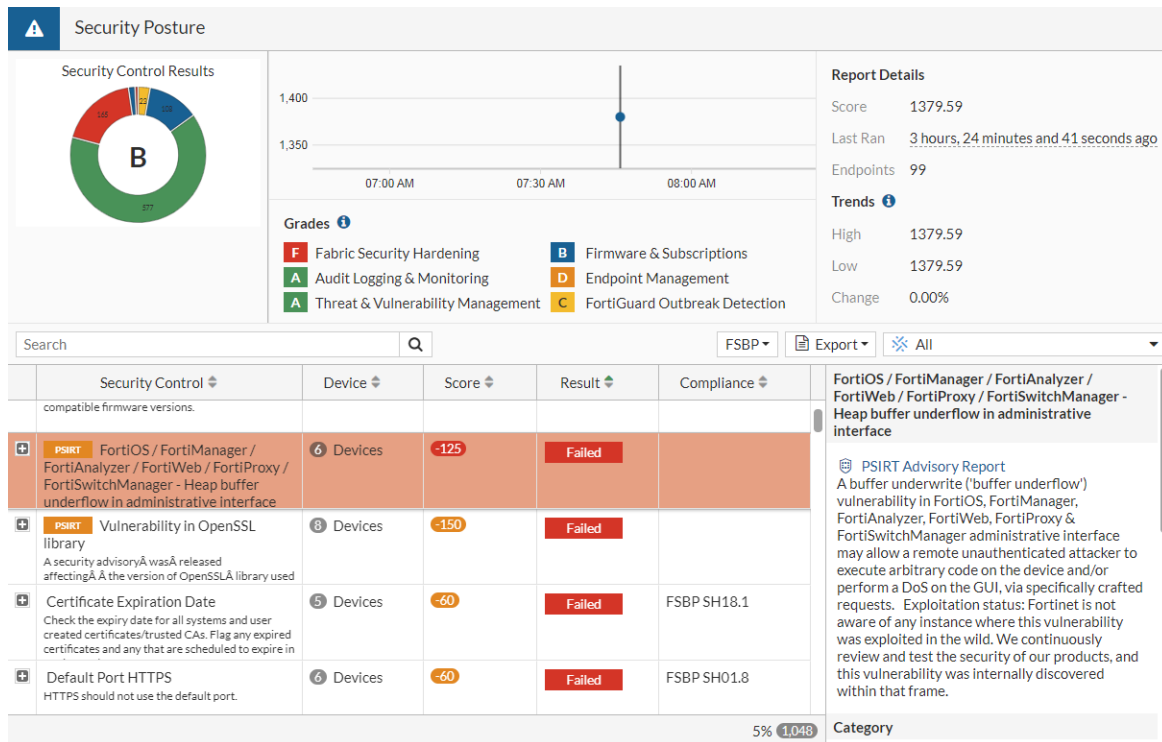 Security Posture
Security Control Results
23
B
577
1,400
1,350
07:00 AM
07:30 AM
08:00 AM
Grades
F Fabric Security Hardening
A Audit Logging & Monitoring
A Threat & Vulnerability Management
B Firmware & Subscriptions
D Endpoint Management
C FortiGuard Outbreak Detection
Report Details
Score 1379.59
Last Ran 3 hours, 24 minutes and 41 seconds ago
Endpoints 99
Trends
High 1379.59
Low 1379.59
Change 0.00%
Search
FSBP
Export
All
Security Control Device Score Result Compliance
compatible firmware versions.
PSIRT FortiOS / FortiManager /
FortiAnalyzer / FortiWeb / FortiProxy /
FortiSwitchManager - Heap buffer
underflow in administrative interface
6 Devices
-125
Failed
PSIRT Vulnerability in OpenSSL
library
A security advisoryÂ wasÂ released
affectingÂ Â the version of OpenSSLÂ library used
8 Devices
-150
Failed
Certificate Expiration Date
Check the expiry date for all systems and user
created certificates/trusted CAs. Flag any expired
certificates and any that are scheduled to expire in
5 Devices
-60
Failed
FSBP SH18.1
Default Port HTTPS
HTTPS should not use the default port.
6 Devices
-60
Failed
FSBP SH01.8
5% 1,048
FortiOS / FortiManager / FortiAnalyzer /
FortiWeb / FortiProxy / FortiSwitchManager -
Heap buffer underflow in administrative
interface
PSIRT Advisory Report
A buffer underwrite ('buffer underflow')
vulnerability in FortiOS, FortiManager,
FortiAnalyzer, FortiWeb, FortiProxy &
FortiSwitchManager administrative interface
may allow a remote unauthenticated attacker to
execute arbitrary code on the device and/or
perform a DoS on the GUI, via specifically crafted
requests. Exploitation status: Fortinet is not
aware of any instance where this vulnerability
was exploited in the wild. We continuously
review and test the security of our products, and
this vulnerability was internally discovered
within that frame.
Category